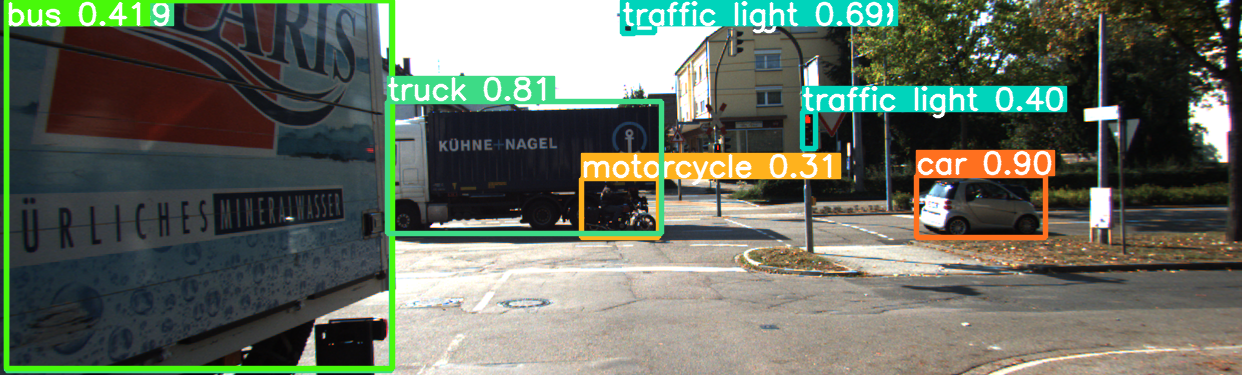 bus 0.419
traffic light 0.69)
ARIS
truck 0.81
traffic light 0.40
KÜHNE+NAGEL
motorcycle 0.31
car 0.90
ÜRLICHES MINERALWASSER